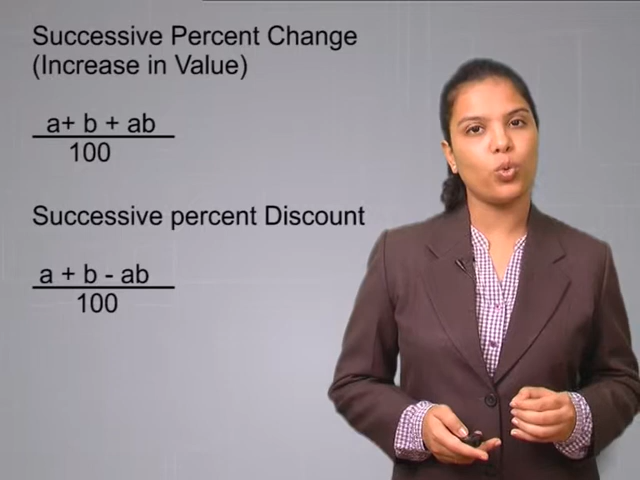 Successive Percent Change
(Increase in Value)
a+ b + ab
100
Successive percent Discount
a + b - ab
100